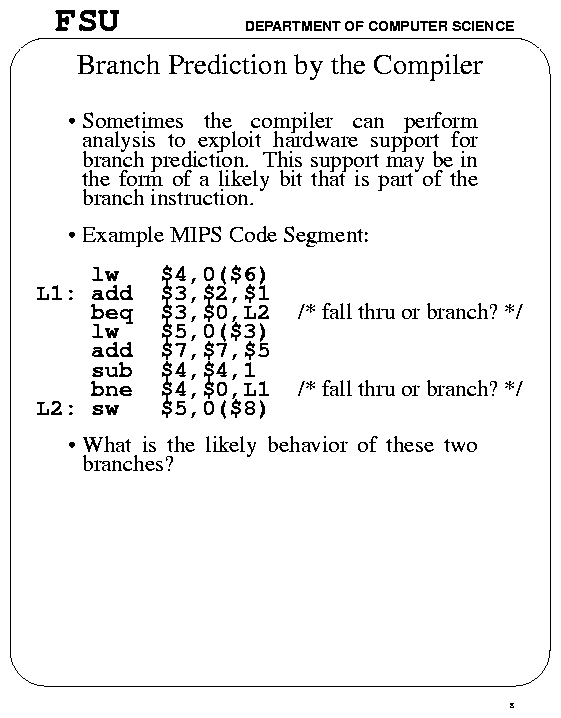 FSU DEPARTMENT OF COMPUTER SCIENCE
Branch Prediction by the Compiler
• Sometimes the compiler can perform
analysis to exploit hardware support for
branch prediction. This support may be in
the form of a likely bit that is part of the
branch instruction.
• Example MIPS Code Segment:
lw $4,0($6)
L1: add $3,$2,$1
beq $3,$0,L2 /* fall thru or branch? */
lw $5,0($3)
add $7,$7,$5
sub $4,$4,1
bne $4,$0,L1 /* fall thru or branch? */
L2: sw $5,0($8)
• What is the likely behavior of these two
branches?